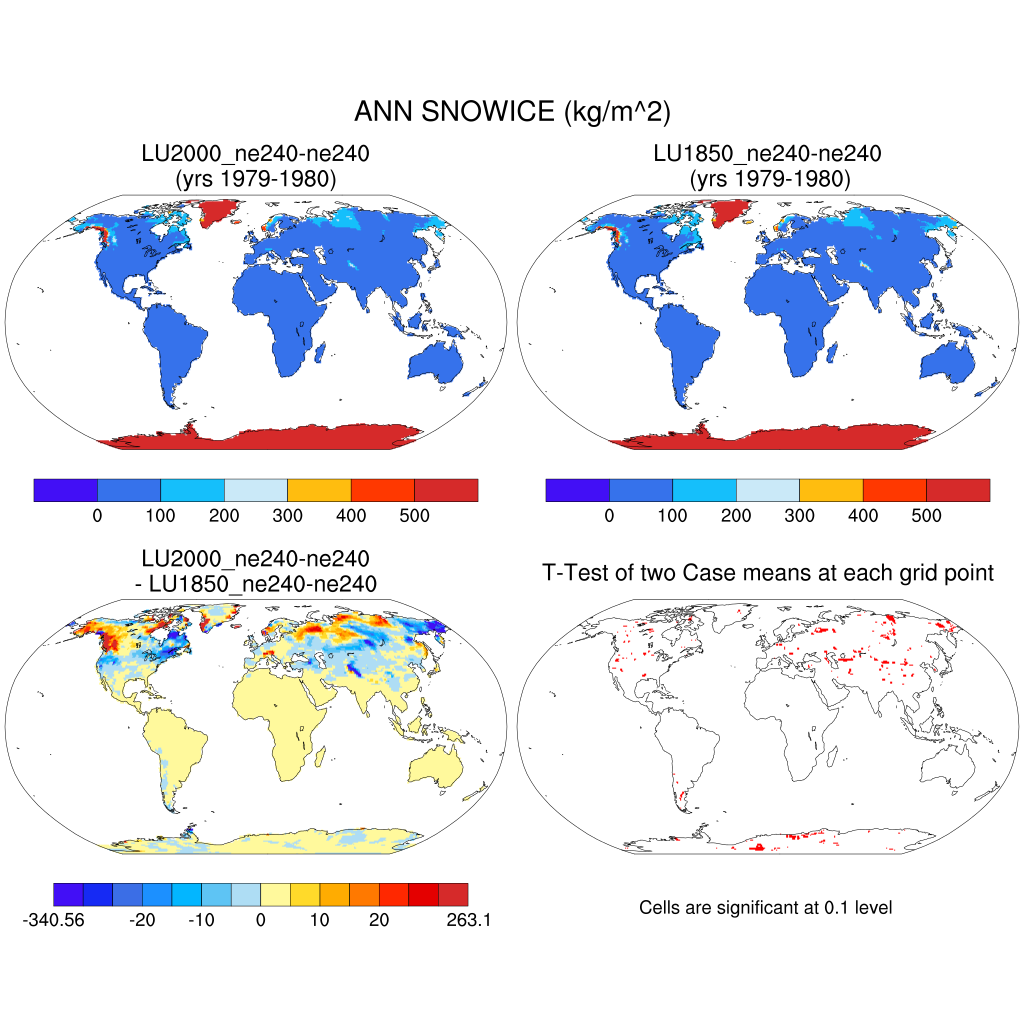 ANN SNOWICE (kg/m^2)
LU2000_ne240-ne240
(yrs 1979-1980)
LU1850_ne240-ne240
(yrs 1979-1980)
0 100 200 300 400 500
0 100 200 300 400 500
LU2000_ne240-ne240
- LU1850_ne240-ne240
T-Test of two Case means at each grid point
-340.56 -20 -10 0 10 20 263.1
Cells are significant at 0.1 level